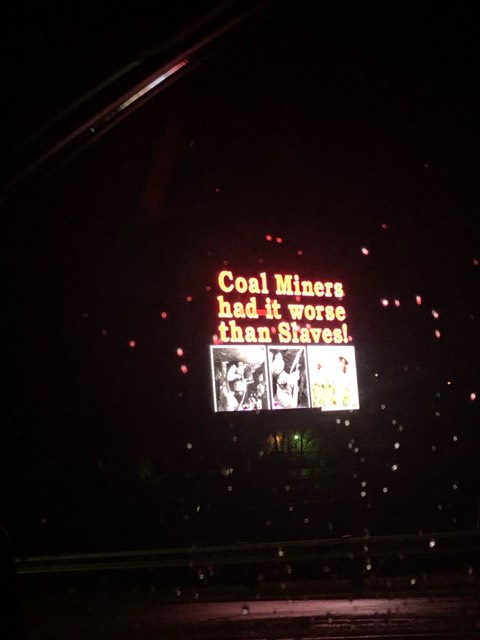 Coal Miners
had it worse
than Slaves!